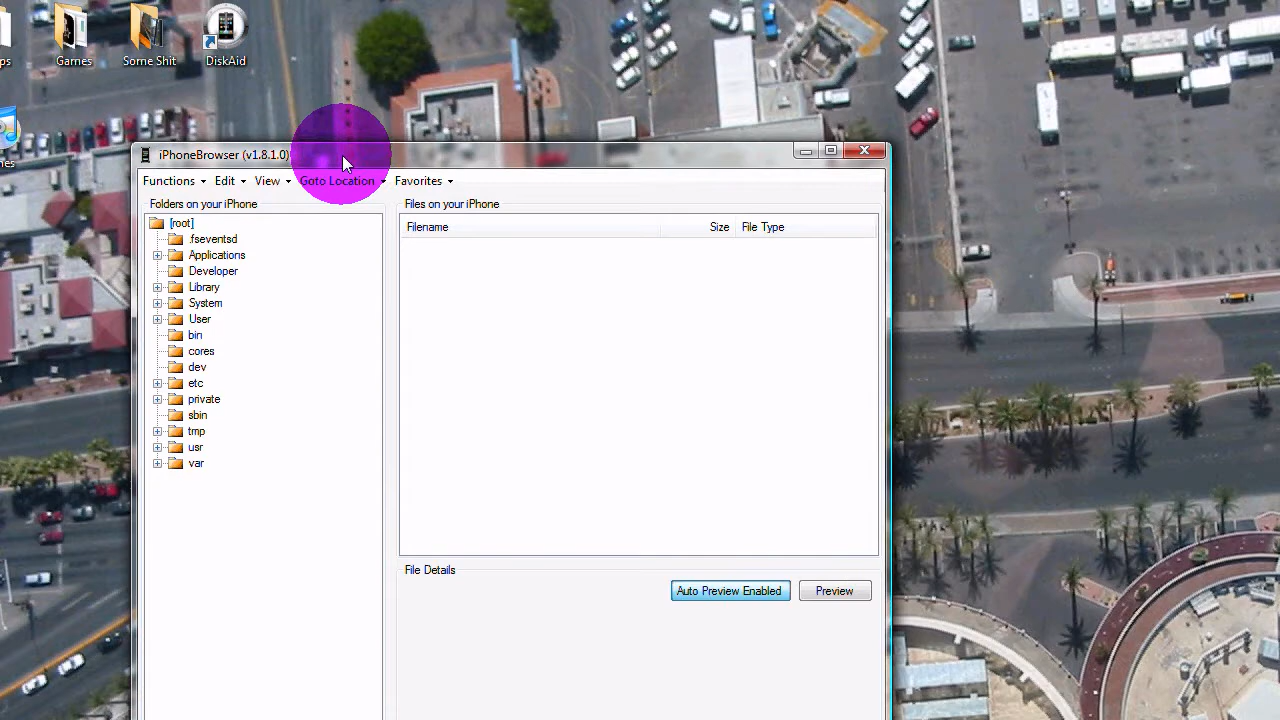 ps
Games
Some Shit
DiskAid
nes
iPhoneBrowser (v1.8.1.0)
Functions
Edit
View
Goto Location
Favorites
Folders on your iPhone
[root]
.fseventsd
Applications
Developer
Library
System
User
bin
cores
dev
etc
private
sbin
tmp
usr
var
Files on your iPhone
Filename
Size
File Type
File Details
Auto Preview Enabled
Preview